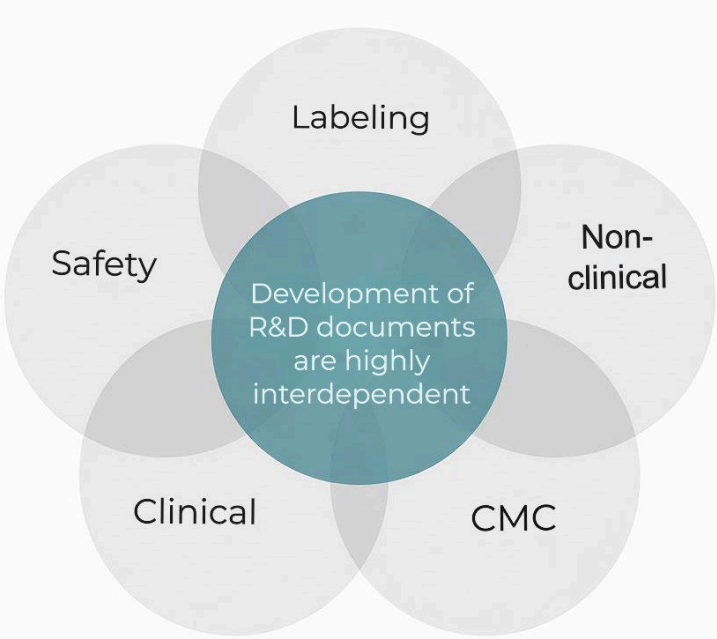 Labeling
Safety
Non-
clinical
Development of
R&D documents
are highly
interdependent
Clinical
CMC